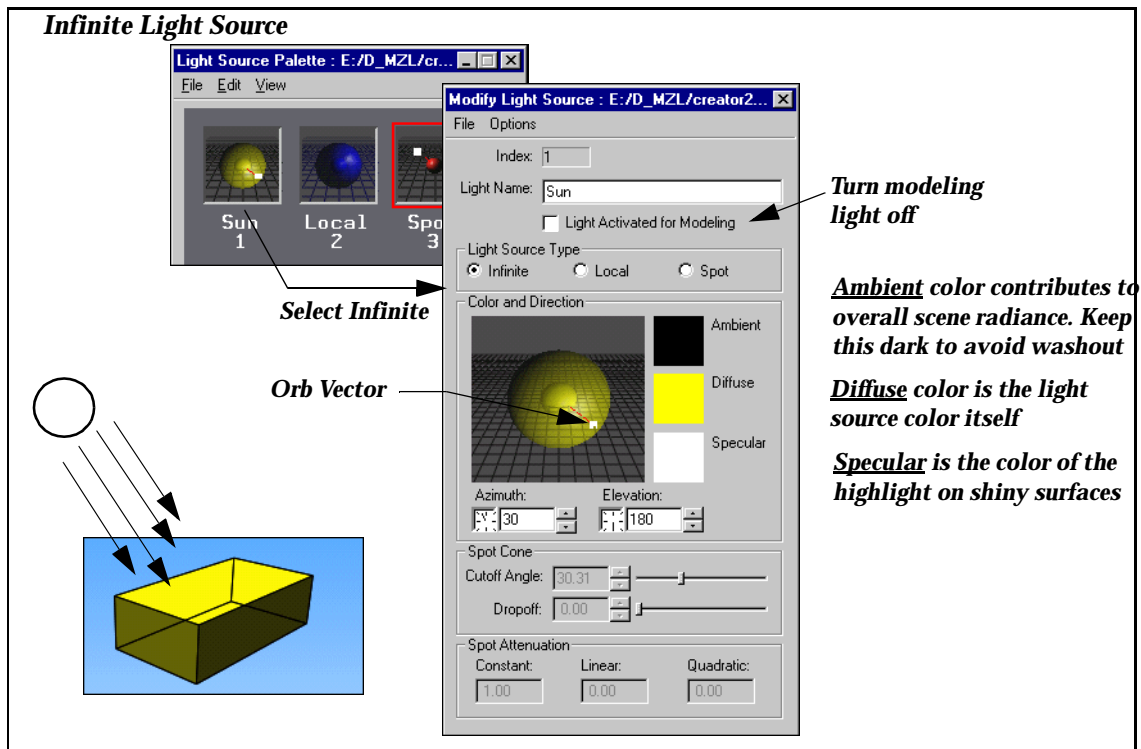 Infinite Light Source
Light Source Palette : E:/D_MZL/cr...
File Edit View
Sun
1
Local
2
Spo
3
Select Infinite
Orb Vector
Modify Light Source : E:/D_MZL/creator2...
File Options
Index: 1
Light Name: Sun
Light Activated for Modeling
Light Source Type
Infinite Local Spot
Color and Direction
Ambient
Diffuse
Specular
Azimuth: Elevation:
30 180
Spot Cone
Cutoff Angle: 30.31
Dropoff: 0.00
Spot Attenuation
Constant: Linear: Quadratic:
1.00 0.00 0.00
Turn modeling
light off
Ambient color contributes to
overall scene radiance. Keep
this dark to avoid washout
Diffuse color is the light
source color itself
Specular is the color of the
highlight on shiny surfaces